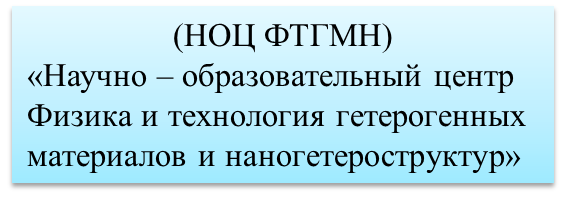 (НОЦ ФТГМН)
«Научно – образовательный центр
Физика и технология гетерогенных
материалов и наногетероструктур»